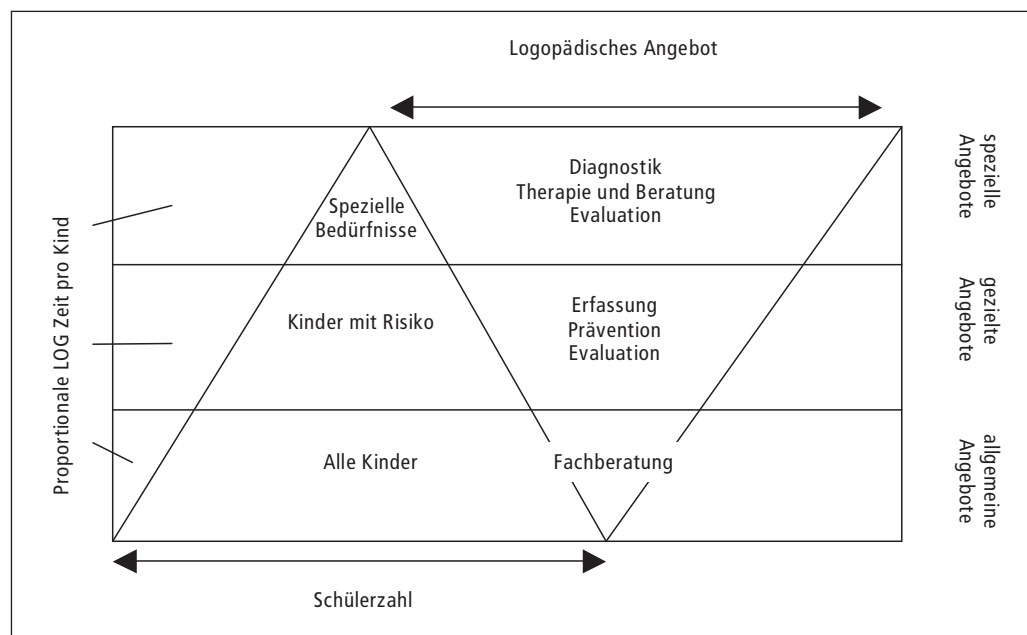 Logopädisches Angebot
Diagnostik
Therapie und Beratung
Evaluation
Spezielle
Bedürfnisse
spezielle
Angebote
Proportionale LOG Zeit pro Kind
Kinder mit Risiko
Erfassung
Prävention
Evaluation
gezielte
Angebote
Alle Kinder
Fachberatung
allgemeine
Angebote
Schülerzahl